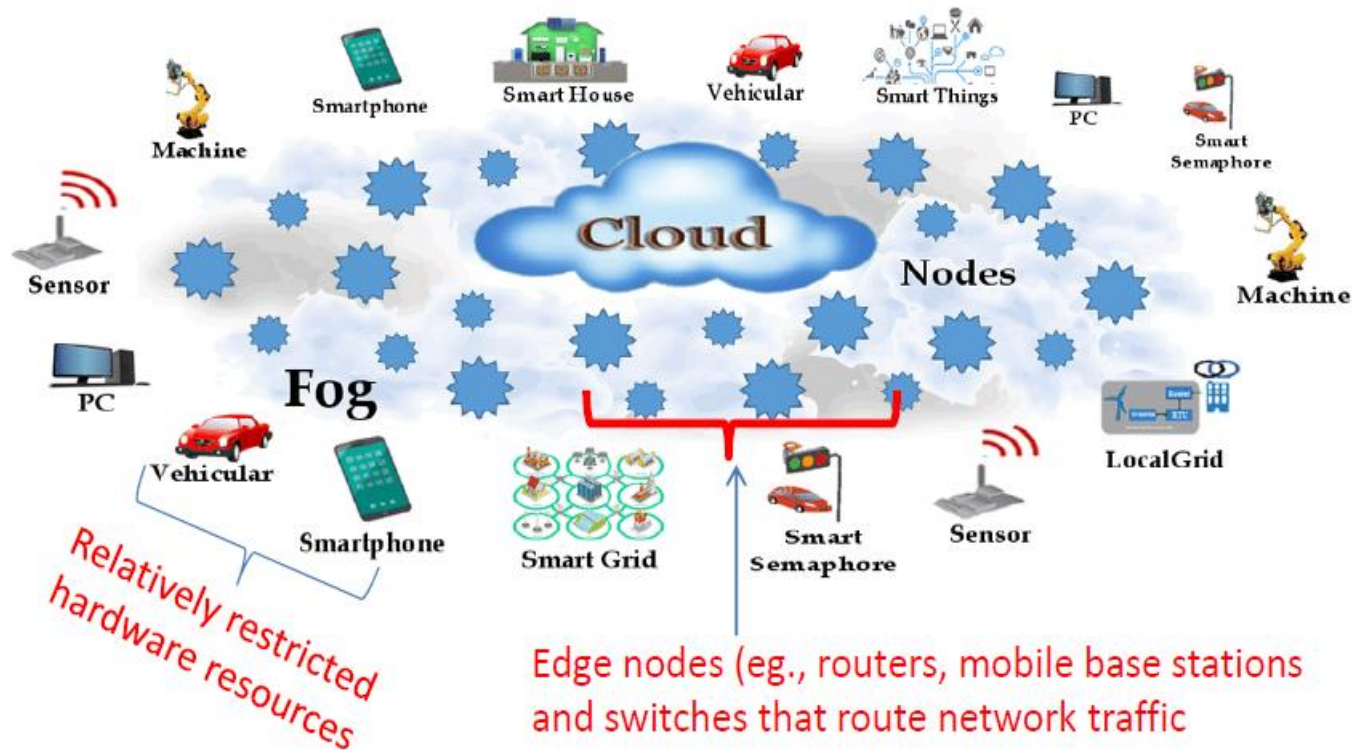 Smartphone
Smart House
Vehicular
Smart Things
PC
Smart
Semaphore
Machine
Sensor
Cloud
Nodes
Machine
PC
Fog
Vehicular
Smartphone
Smart Grid
Smart
Semaphore
Sensor
LocalGrid
RTU
Relatively restricted
hardware resources
Edge nodes (eg., routers, mobile base stations
and switches that route network traffic